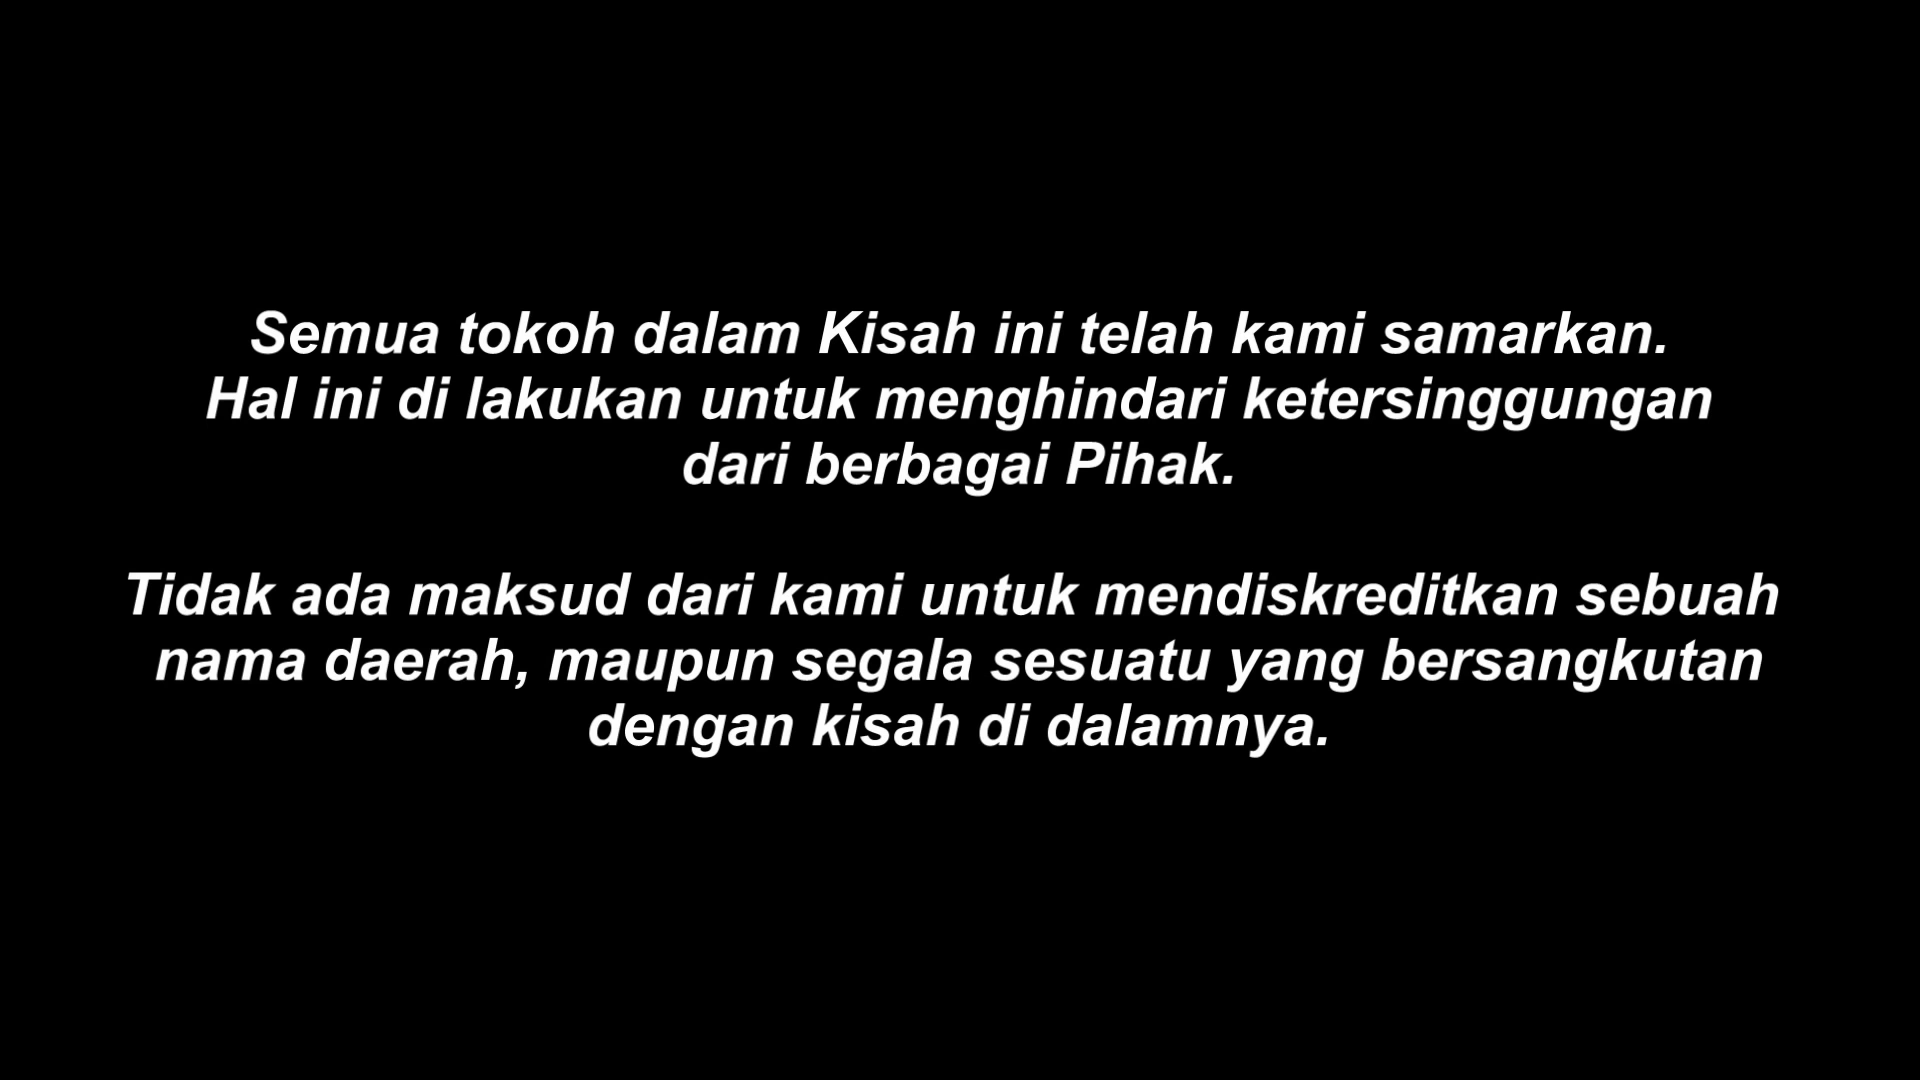 Semua tokoh dalam Kisah ini telah kami samarkan.
Hal ini di lakukan untuk menghindari ketersinggungan
dari berbagai Pihak.
Tidak ada maksud dari kami untuk mendiskreditkan sebuah
nama daerah, maupun segala sesuatu yang bersangkutan
dengan kisah di dalamnya.